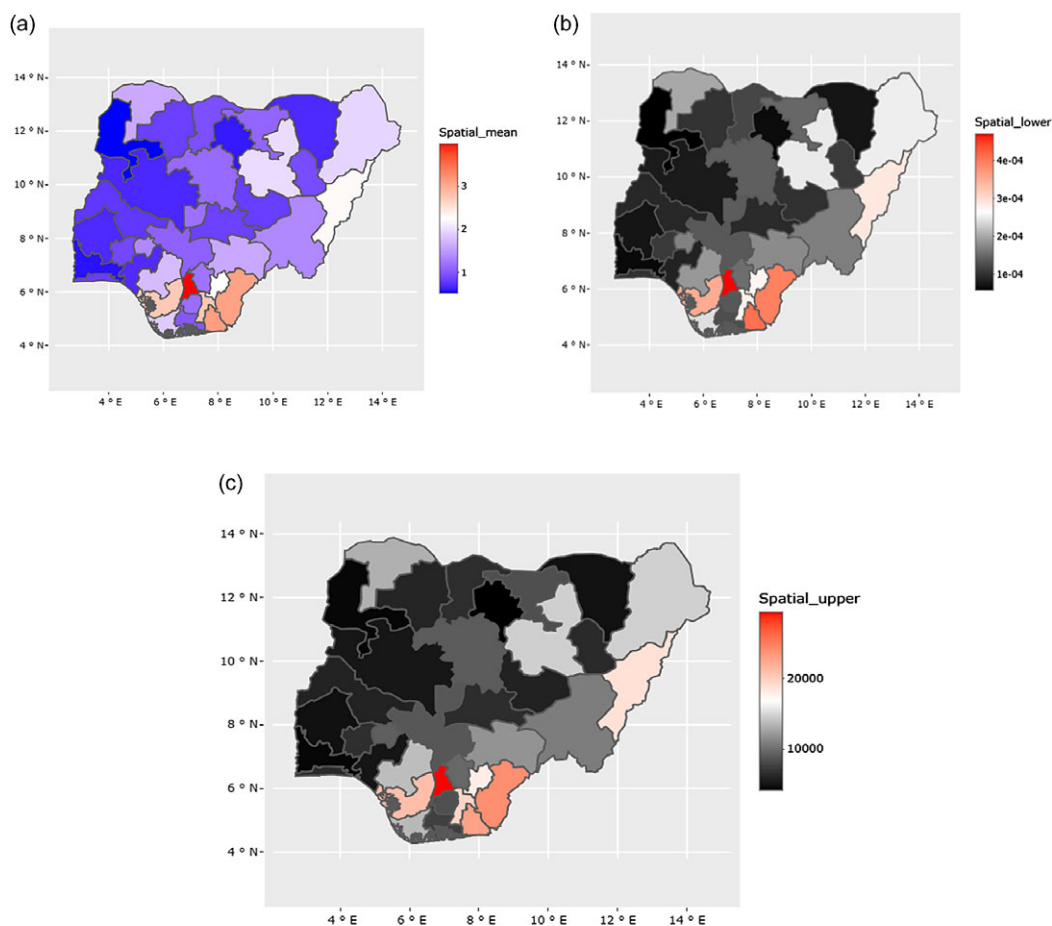 (a)
14 ° N
12 ° N
10 ° N
8 ° N
6 ° N
4 ° N
4 ° E
6 ° E
8 ° E
10 ° E
12 ° E
14 ° E
Spatial_mean
3
2
1
(b)
14 ° N
12 ° N
10 ° N
8 ° N
6 ° N
4 ° N
4 ° E
6 ° E
8 ° E
10 ° E
12 ° E
14 ° E
Spatial_lower
4e-04
3e-04
2e-04
1e-04
(c)
14 ° N
12 ° N
10 ° N
8 ° N
6 ° N
4 ° N
4 ° E
6 ° E
8 ° E
10 ° E
12 ° E
14 ° E
Spatial_upper
20000
10000